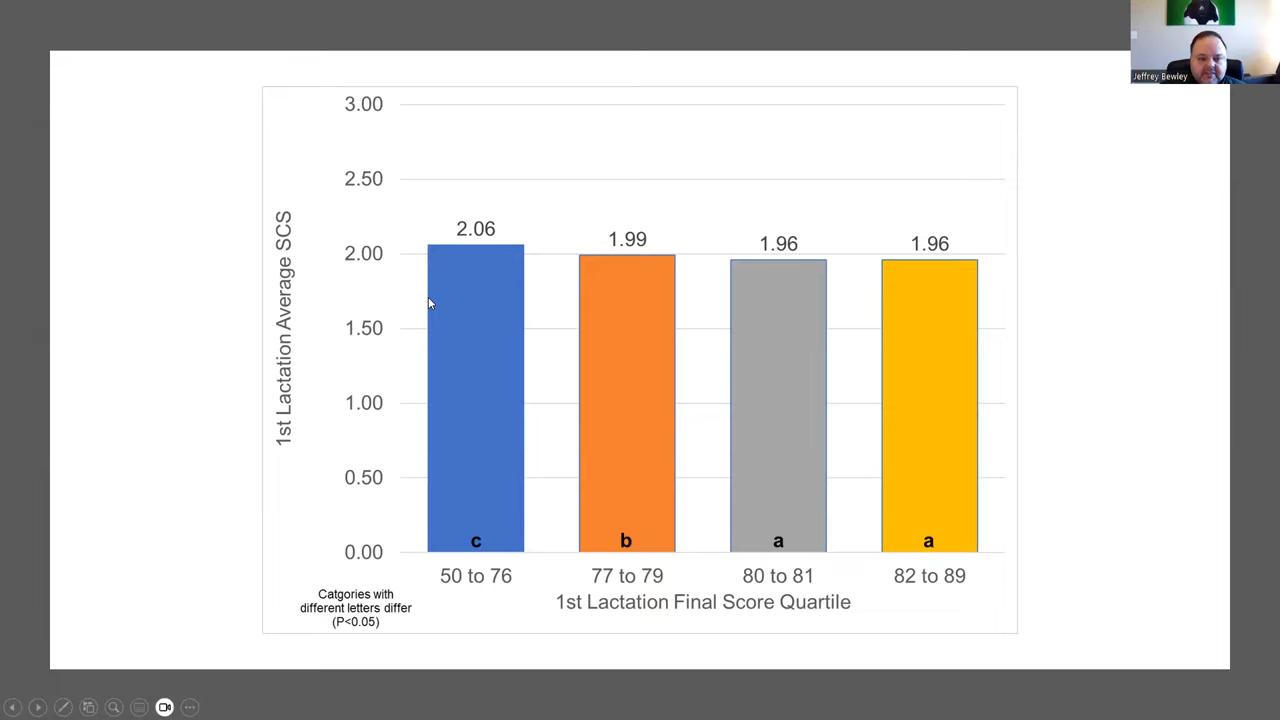 Jeffrey Bewley
3.00
2.50
2.00
1.50
1.00
0.50
0.00
1st Lactation Average SCS
2.06
1.99
1.96
1.96
c
b
a
a
50 to 76
77 to 79
80 to 81
82 to 89
1st Lactation Final Score Quartile
Catgories with
different letters differ
(P<0.05)